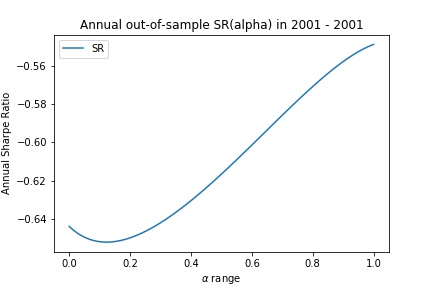 Annual out-of-sample SR(alpha) in 2001 - 2001
SR
Annual Sharpe Ratio
−0.56
−0.58
−0.60
−0.62
−0.64
0.0 0.2 0.4 0.6 0.8 1.0
α range